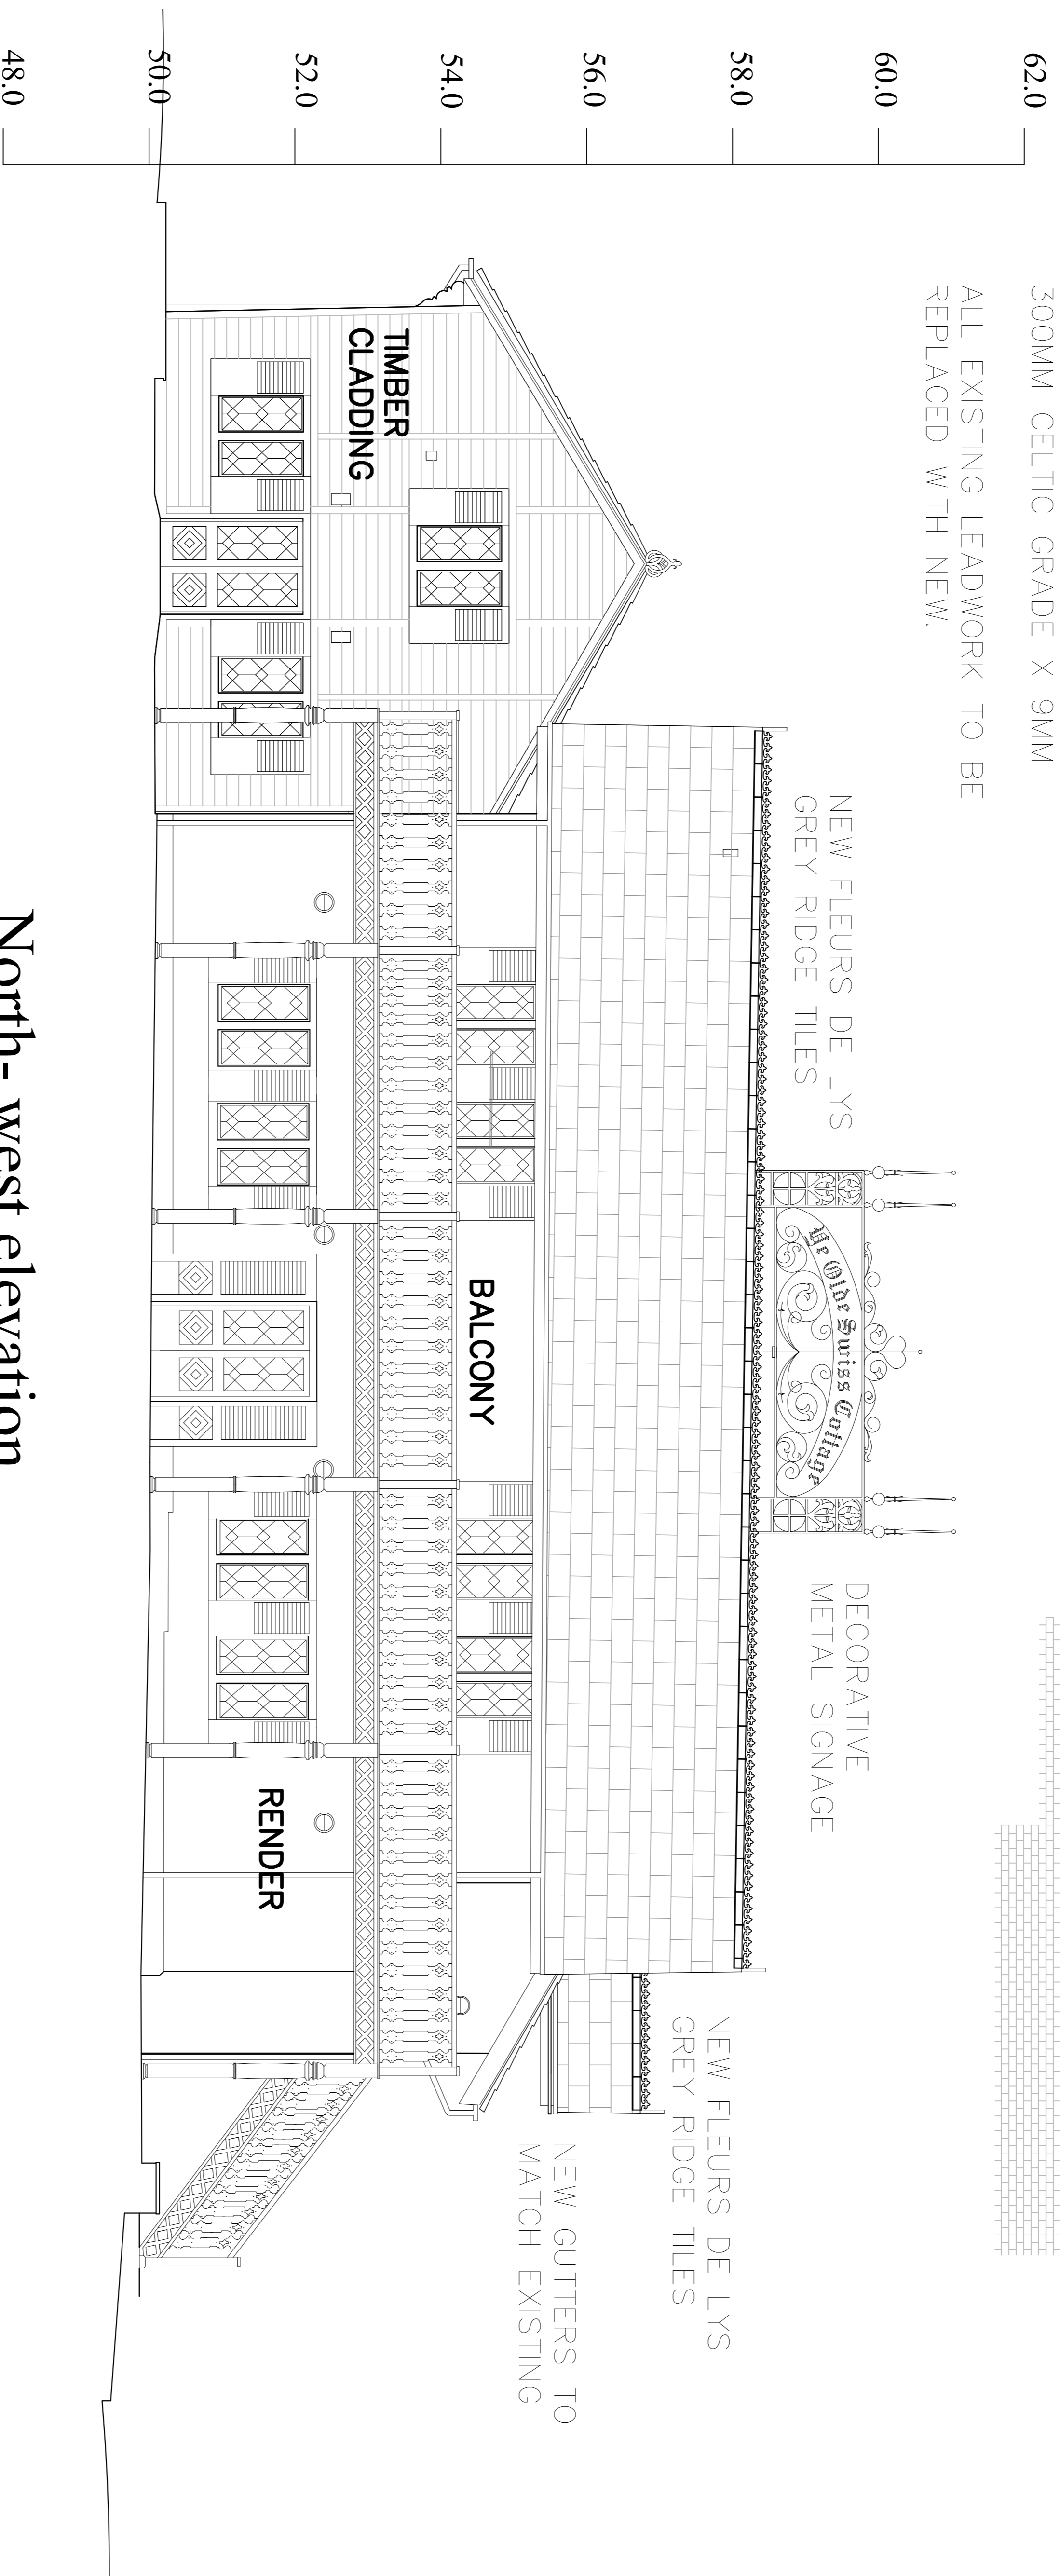 300MM CELTIC GRADE X 9MM
ALL EXISTING LEADWORK TO BE
REPLACED WITH NEW.
62.0
60.0
58.0
56.0
54.0
52.0
50.0
48.0
NEW FLEURS DE LYS
GREY RIDGE TILES
Ye Olde Swiss Cottage
DECORATIVE
METAL SIGNAGE
NEW FLEURS DE LYS
GREY RIDGE TILES
NEW GUTTERS TO
MATCH EXISTING
TIMBER
CLADDING
BALCONY
RENDER
North- west elevation